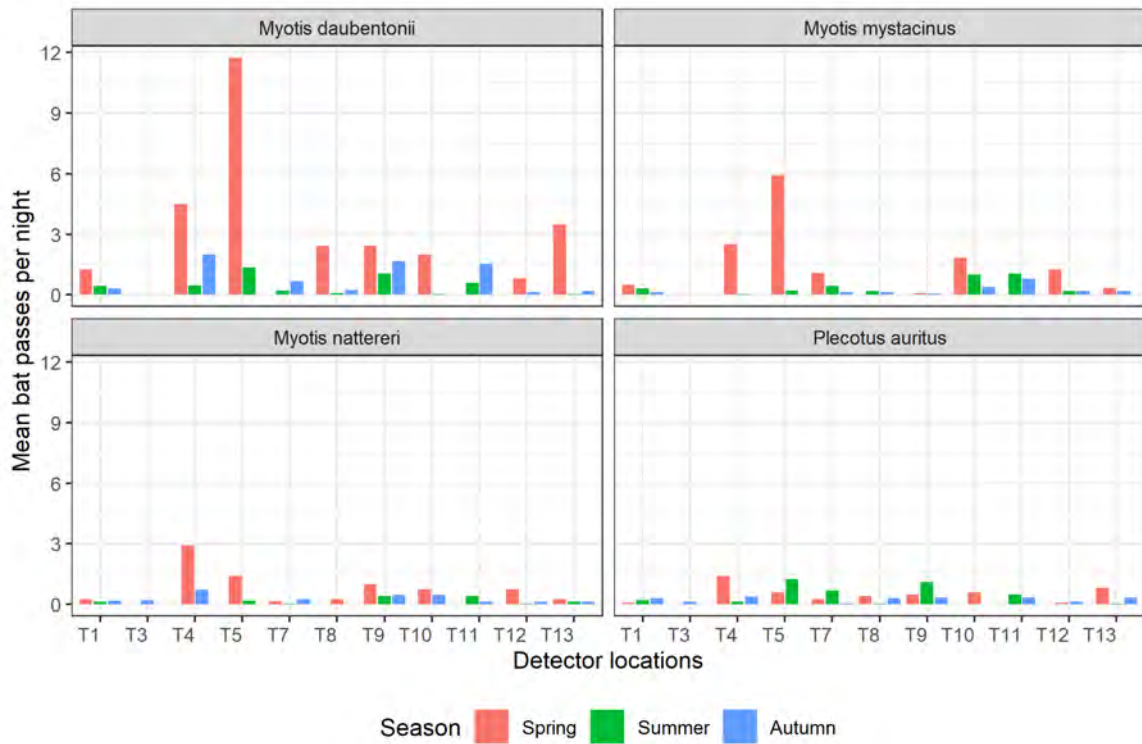 Myotis daubentonii Myotis mystacinus
12
9
6
3
0
Myotis nattereri Plecotus auritus
12
9
6
3
0
Mean bat passes per night
T1 T3 T4 T5 T7 T8 T9 T10 T11 T12 T13 T1 T3 T4 T5 T7 T8 T9 T10 T11 T12 T13
Detector locations
Season Spring Summer Autumn